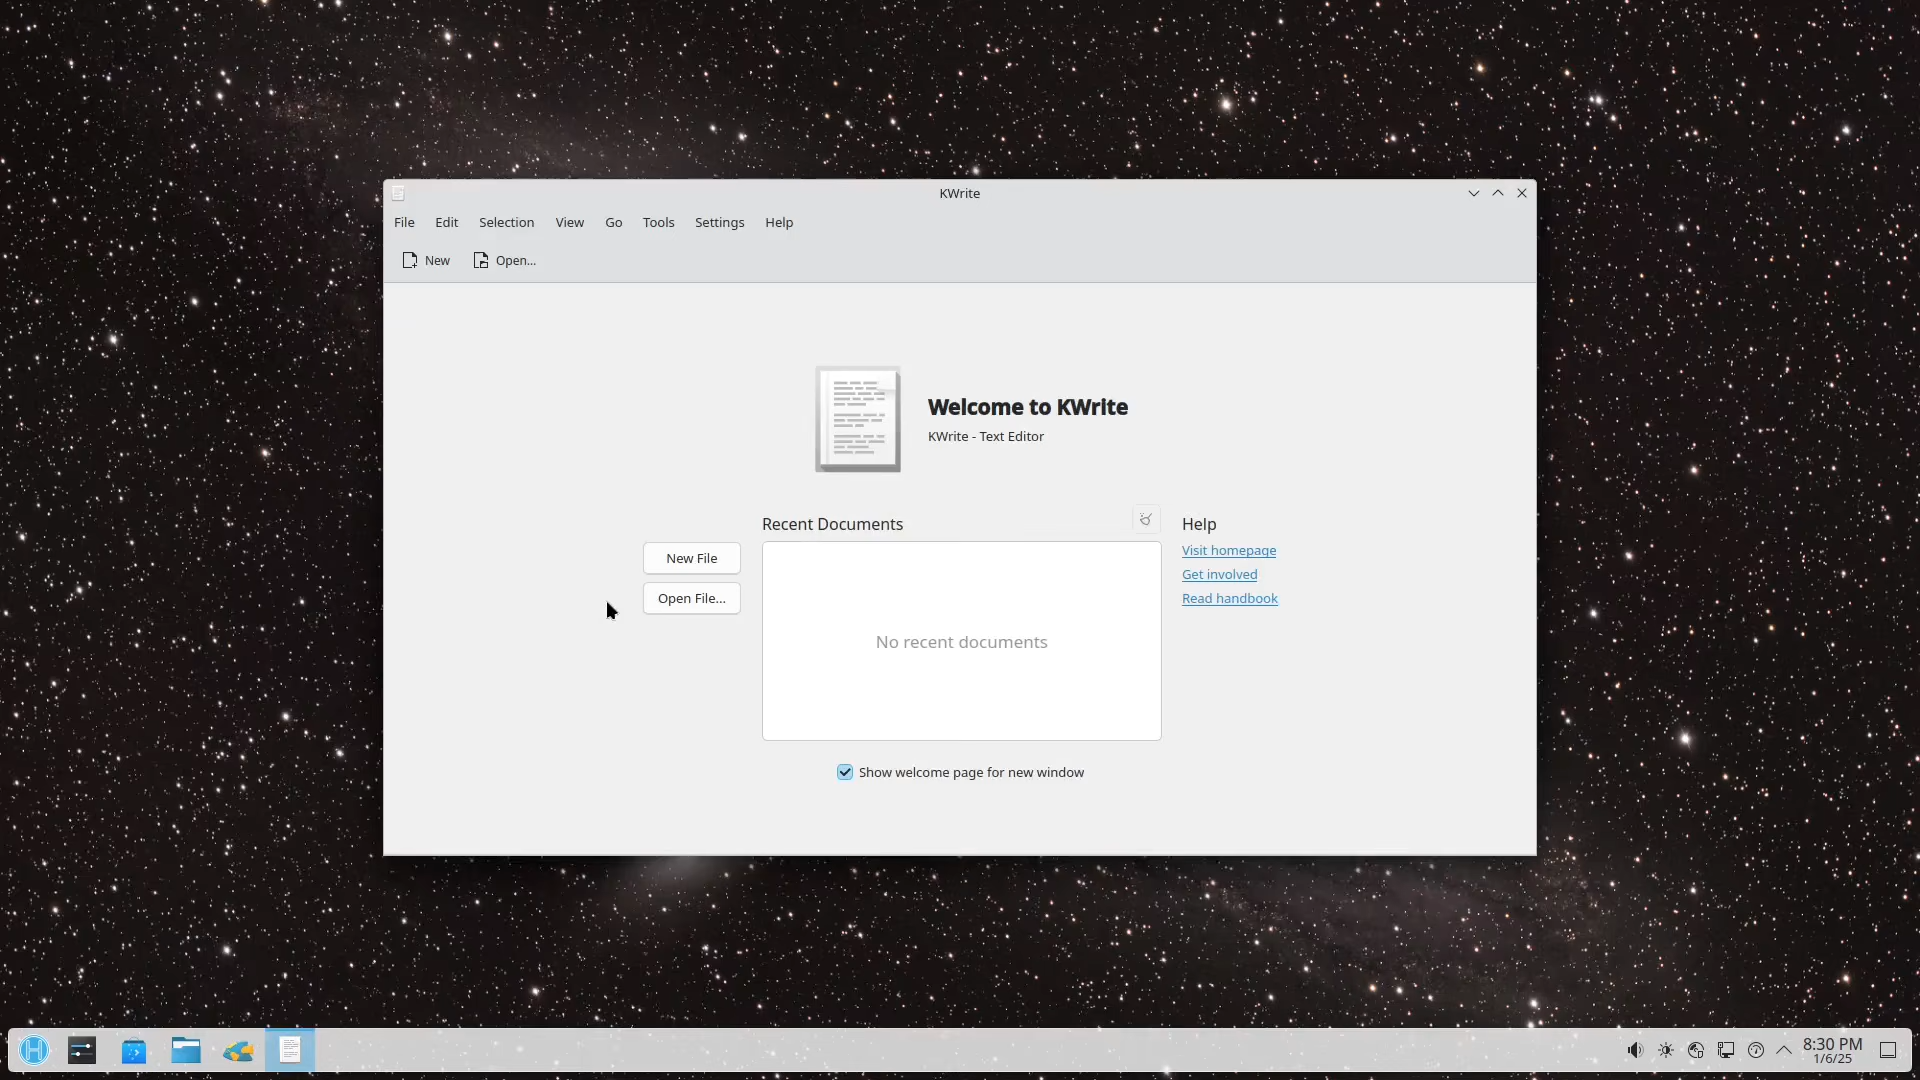 KWrite
File Edit Selection View Go Tools Settings Help
New Open...
Welcome to KWrite
KWrite - Text Editor
Recent Documents
New File
Open File...
No recent documents
Help
Visit homepage
Get involved
Read handbook
Show welcome page for new window
8:30 PM
1/6/25